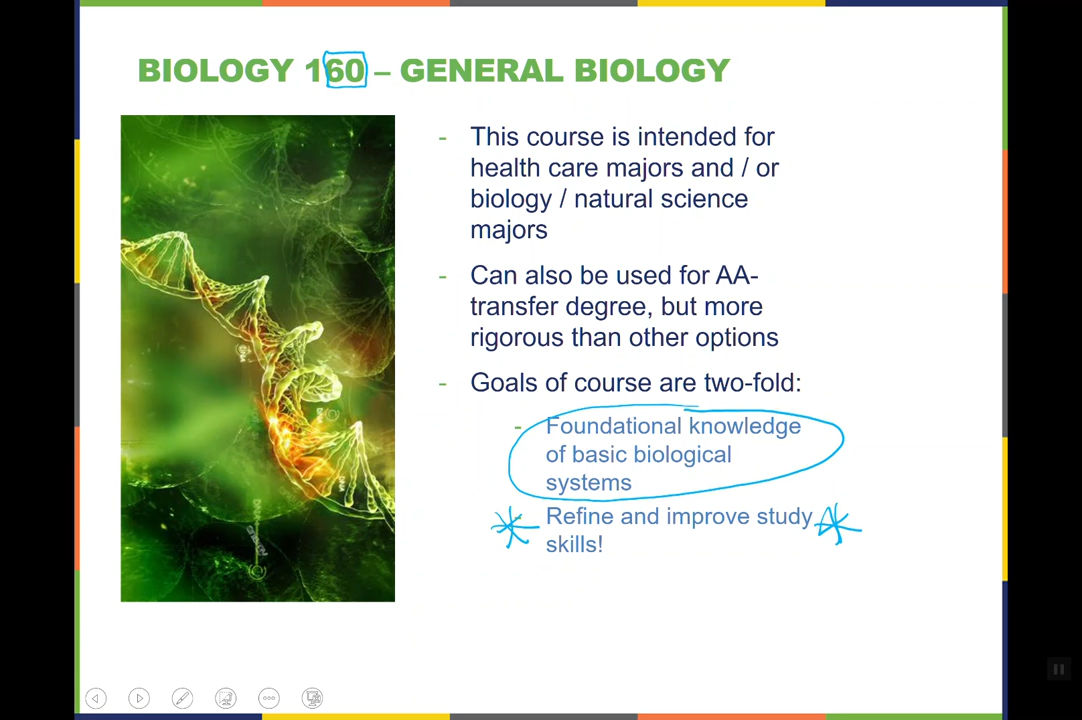 BIOLOGY 160 – GENERAL BIOLOGY
- This course is intended for
health care majors and / or
biology / natural science
majors
- Can also be used for AA-
transfer degree, but more
rigorous than other options
- Goals of course are two-fold:
- Foundational knowledge
of basic biological
systems
- Refine and improve study
skills!